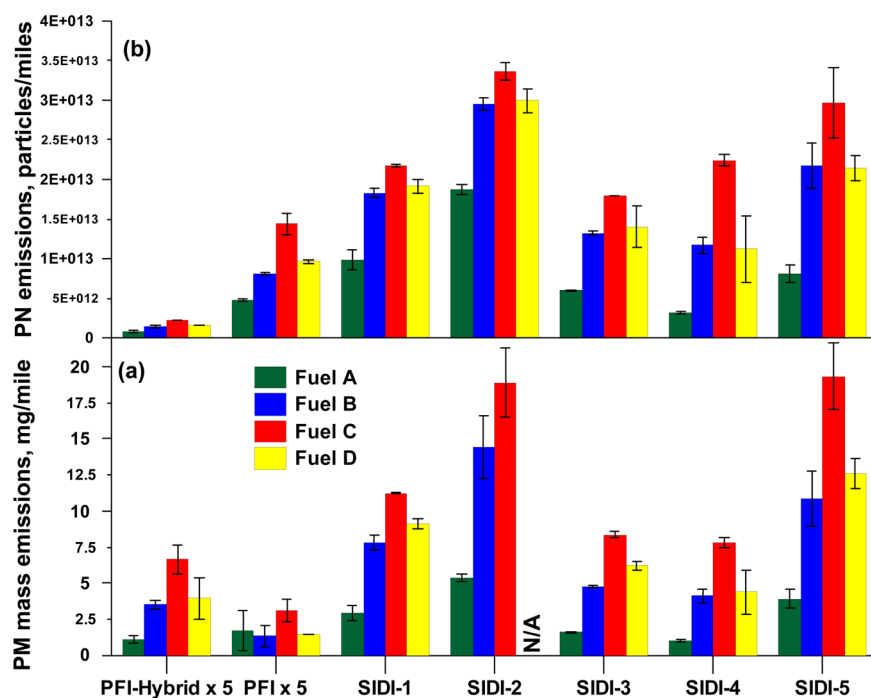 PN emissions, particles/miles
(b)
4E+013
3.5E+013
3E+013
2.5E+013
2E+013
1.5E+013
1E+013
5E+012
0
PM mass emissions, mg/mile
(a)
20
17.5
15
12.5
10
7.5
5
2.5
0
Fuel A
Fuel B
Fuel C
Fuel D
N/A
PFI-Hybrid x 5 PFI x 5 SIDI-1 SIDI-2 SIDI-3 SIDI-4 SIDI-5